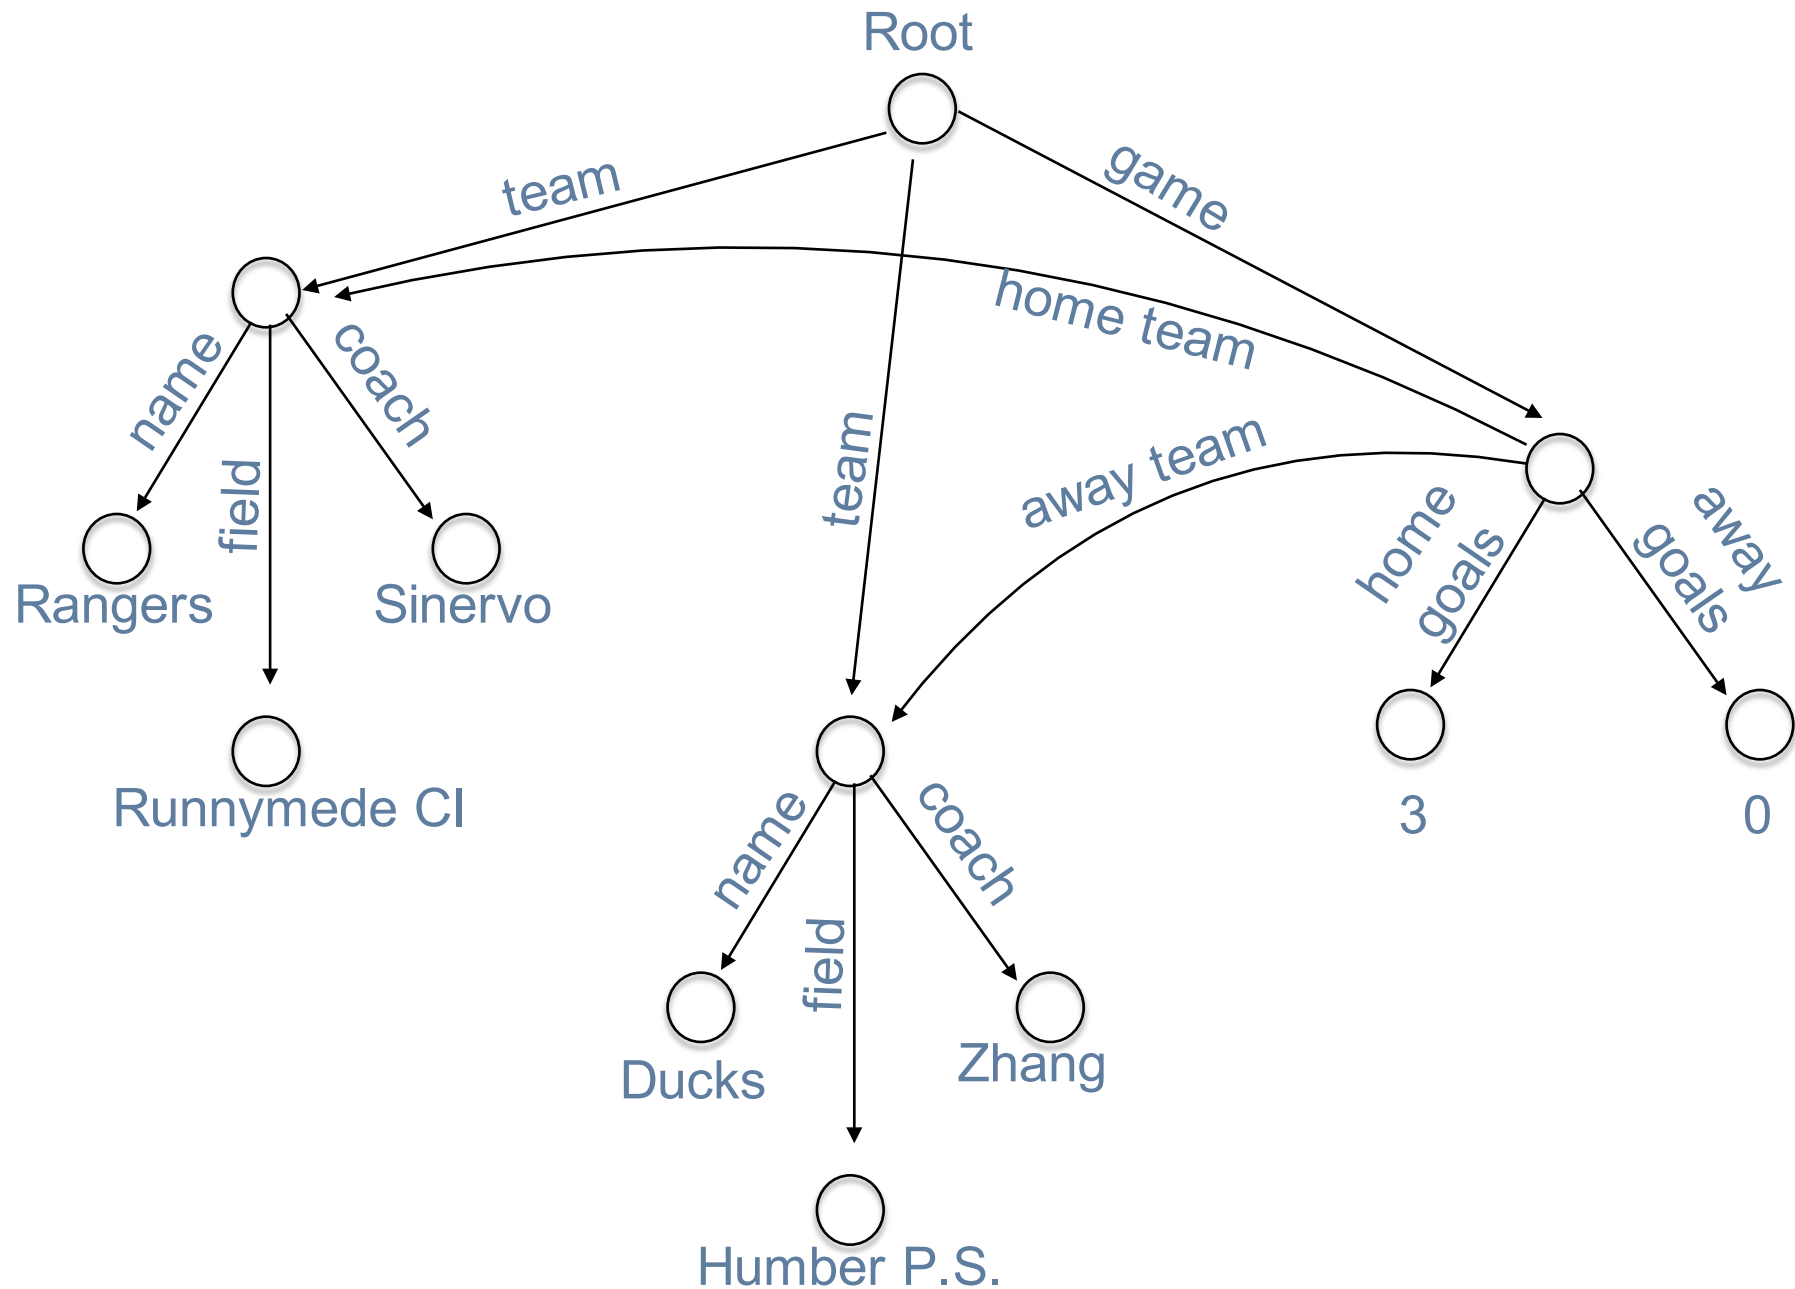 Root
team
game
home team
name
coach
field
team
away team
home
goals
away
goals
Rangers
Sinervo
Runnymede CI
3
0
name
coach
field
Ducks
Zhang
Humber P.S.